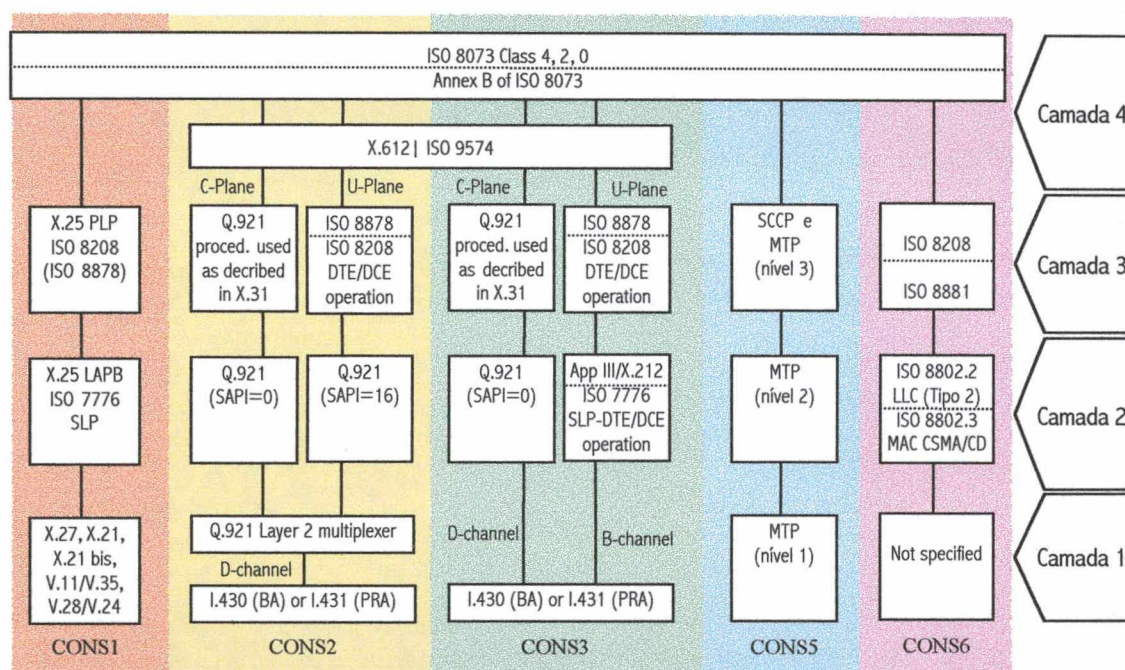 ISO 8073 Class 4, 2, 0
Annex B of ISO 8073
Camada 4
X.612| ISO 9574
C-Plane
U-Plane
C-Plane
U-Plane
X.25 PLP
ISO 8208
(ISO 8878)
Q.921
proced. used
as decribed
in X.31
ISO 8878
ISO 8208
DTE/DCE
operation
Q.921
proced. used
as decribed
in X.31
ISO 8878
ISO 8208
DTE/DCE
operation
SCCP e
MTP
(nível 3)
ISO 8208
ISO 8881
Camada 3
X.25 LAPB
ISO 7776
SLP
Q.921
(SAPI=0)
Q.921
(SAPI=16)
Q.921
(SAPI=0)
App III/X.212
ISO 7776
SLP-DTE/DCE
operation
MTP
(nível 2)
ISO 8802.2
LLC (Tipo 2)
ISO 8802.3
MAC CSMA/CD
Camada 2
X.27, X.21,
X.21 bis,
V.11/V.35,
V.28/V.24
Q.921 Layer 2 multiplexer
D-channel
I.430 (BA) or I.431 (PRA)
D-channel
B-channel
I.430 (BA) or I.431 (PRA)
MTP
(nível 1)
Not specified
Camada 1
CONS1
CONS2
CONS3
CONS5
CONS6